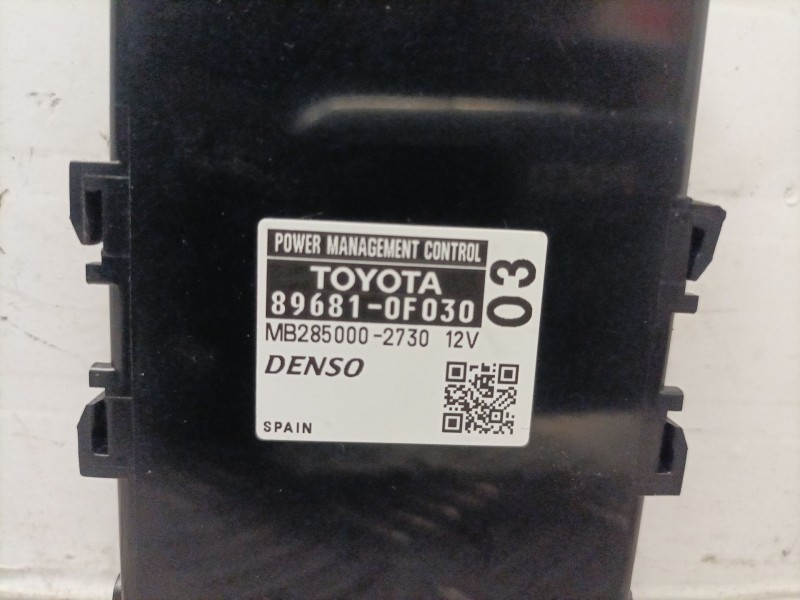 POWER MANAGEMENT CONTROL
TOYOTA
89681-0F030
03
MB285000-2730 12V
DENSO
SPAIN